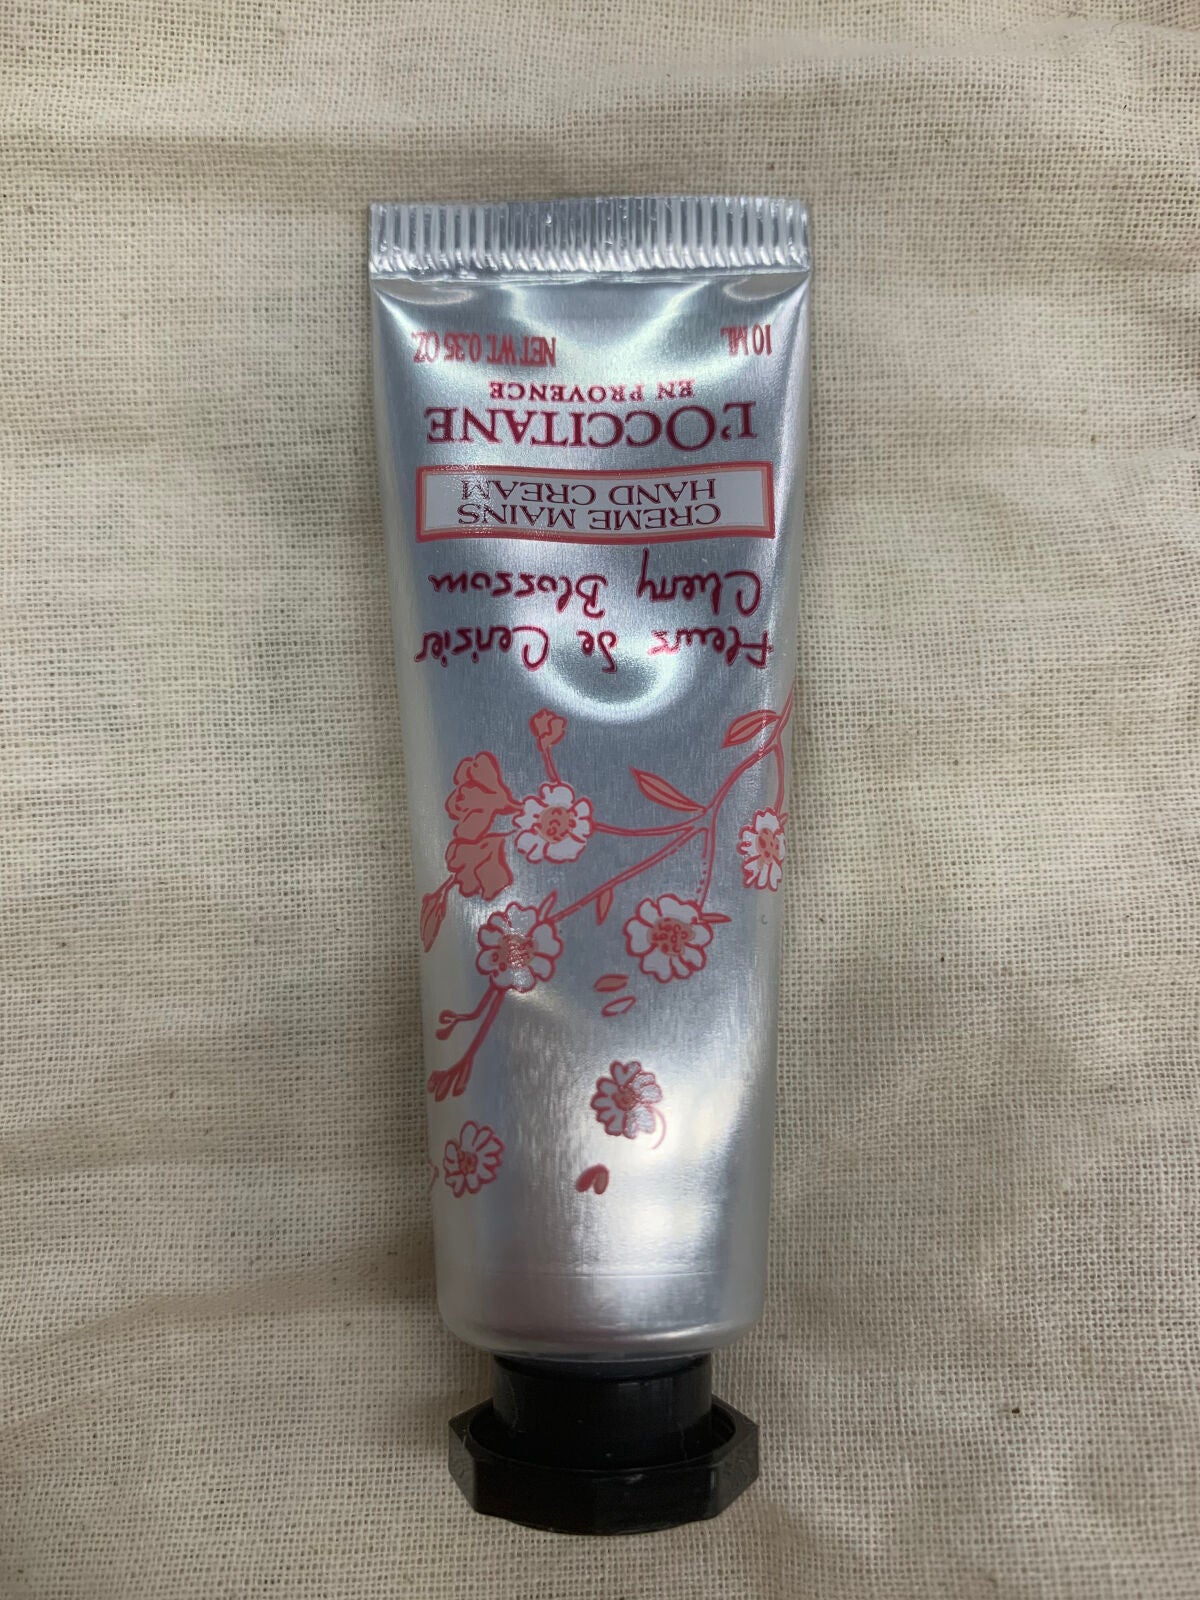 Fleurs de Cerisier
Cherry Blossom
CREME MAINS
HAND CREAM
L'OCCITANE
EN PROVENCE
10 ML NET WT. 0.35 OZ.